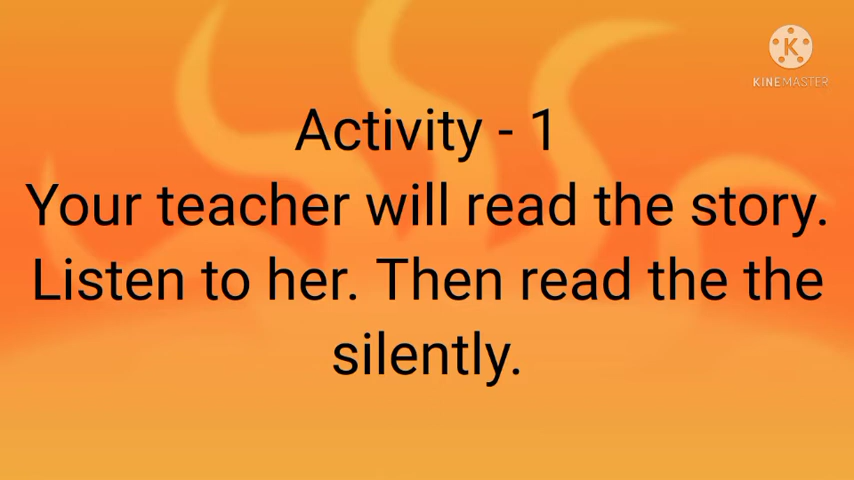 K
KINEMASTER
Activity - 1
Your teacher will read the story.
Listen to her. Then read the the
silently.